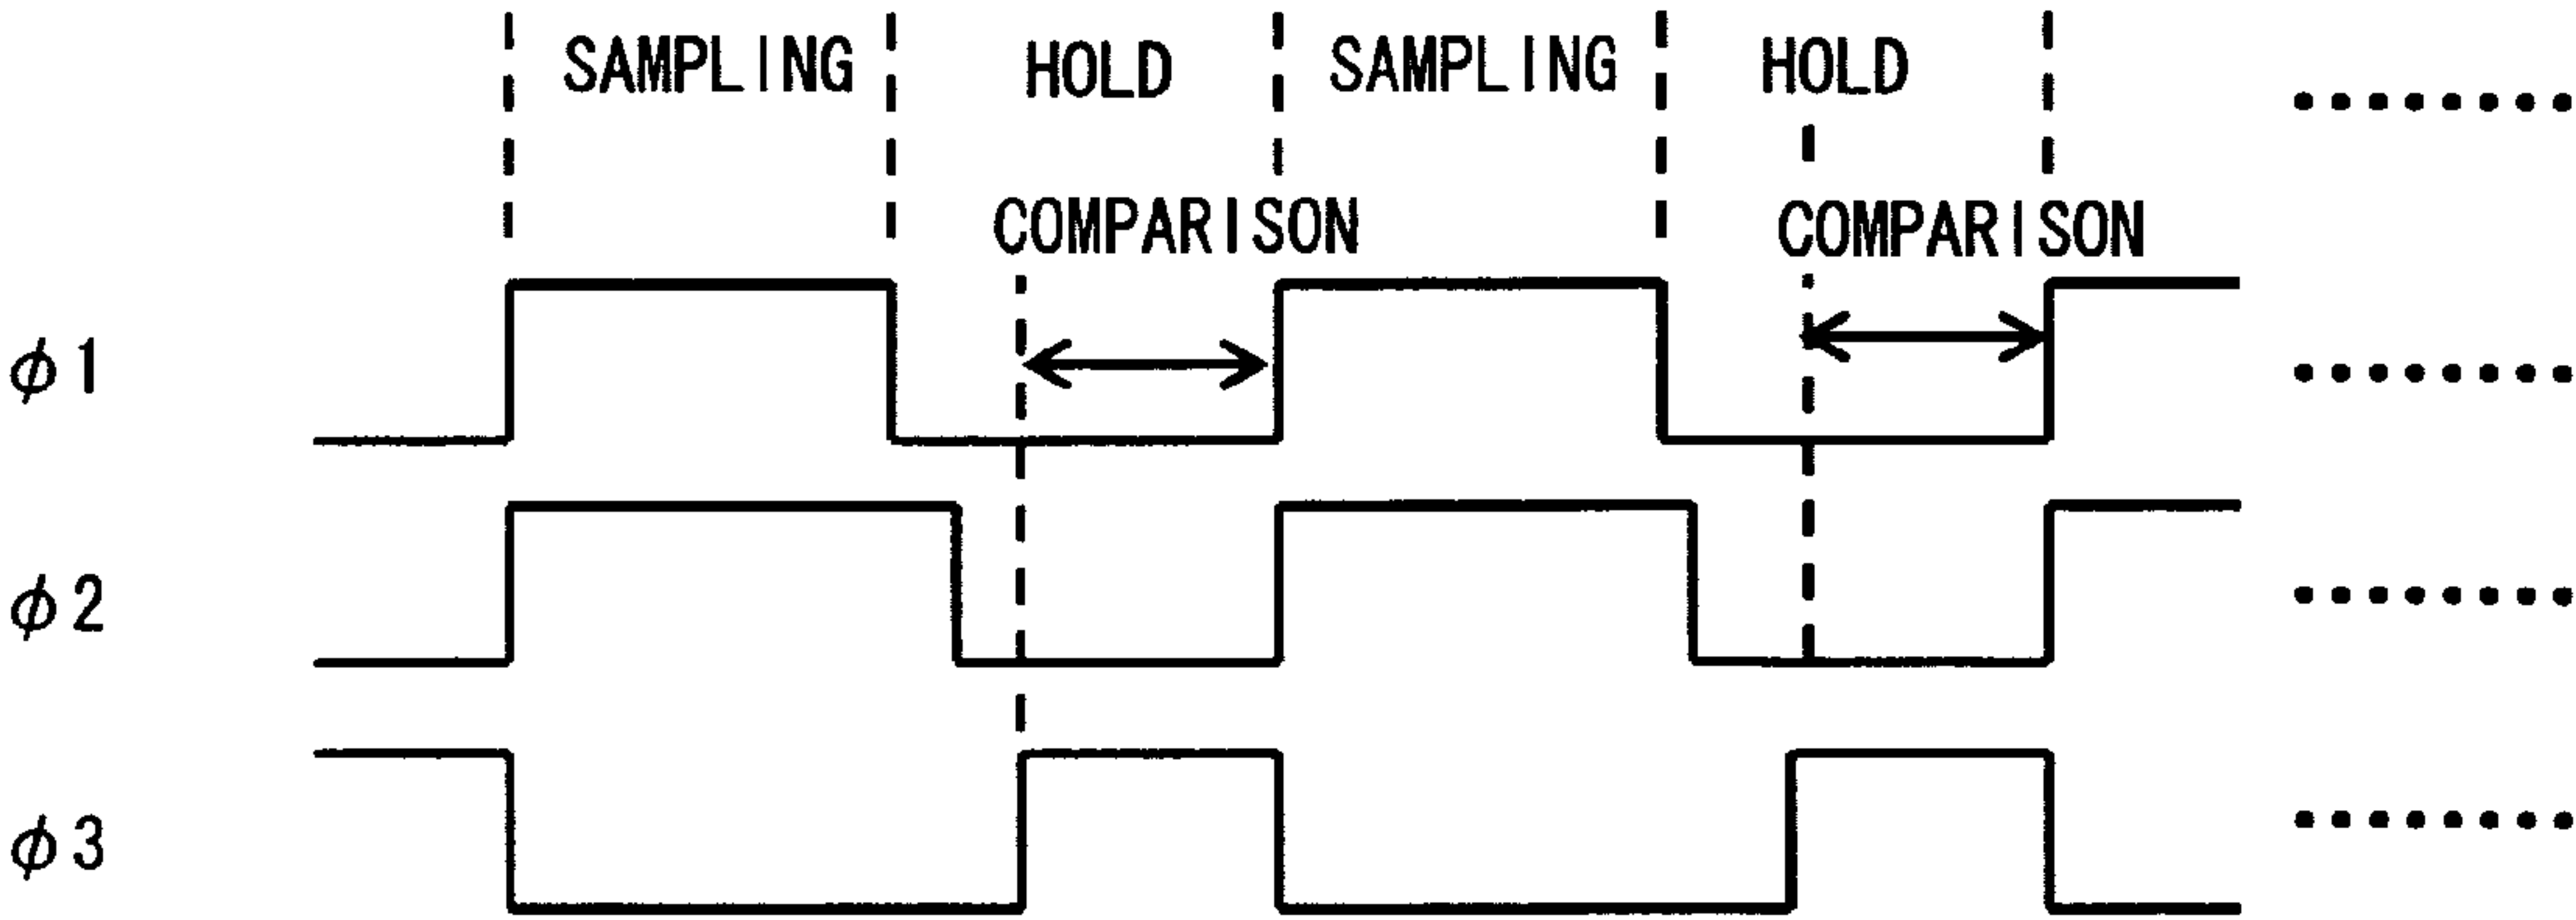 SAMPLING HOLD SAMPLING HOLD ........
COMPARISON COMPARISON
φ1 ........
φ2 ........
φ3 ........